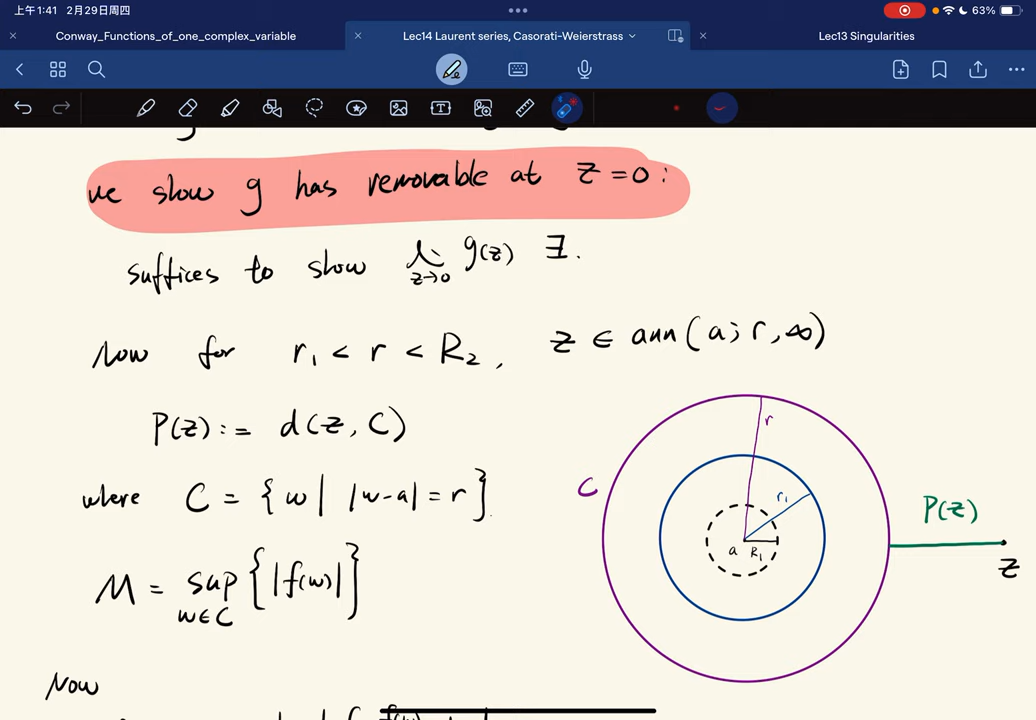 上午1:41 2月29日周四
63%
Conway_Functions_of_one_complex_variable
Lec14 Laurent series, Casorati-Weierstrass
Lec13 Singularities
we show g has removable at z=0:
suffices to show lim z→0 g(z) ∃.
Now for r₁ < r < R₂, z ∈ ann(a; r, ∞)
P(z) := d(z, C)
where C = {w | |w-a| = r}.
M = sup w∈C {|f(w)|}
C
r
r₁
a R₁
P(z)
z
Now